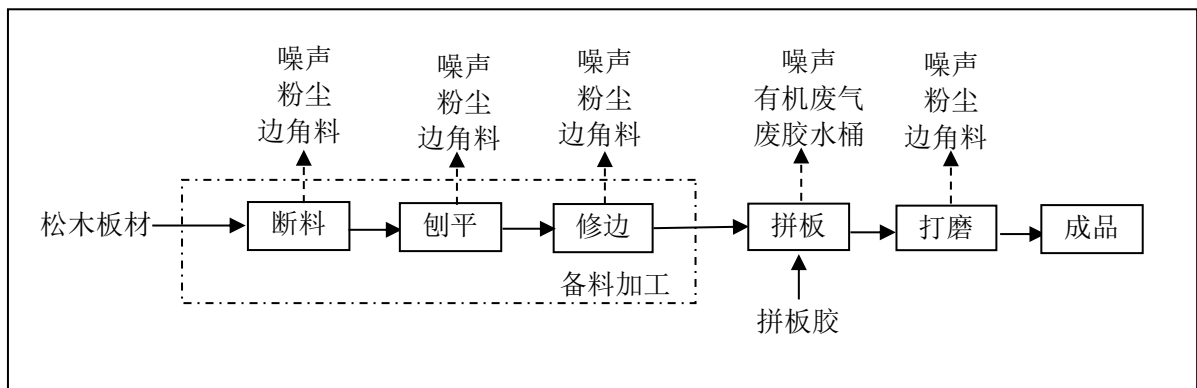 噪声
粉尘
边角料
噪声
粉尘
边角料
噪声
粉尘
边角料
噪声
有机废气
废胶水桶
噪声
粉尘
边角料
松木板材
断料
刨平
修边
拼板
打磨
成品
备料加工
拼板胶